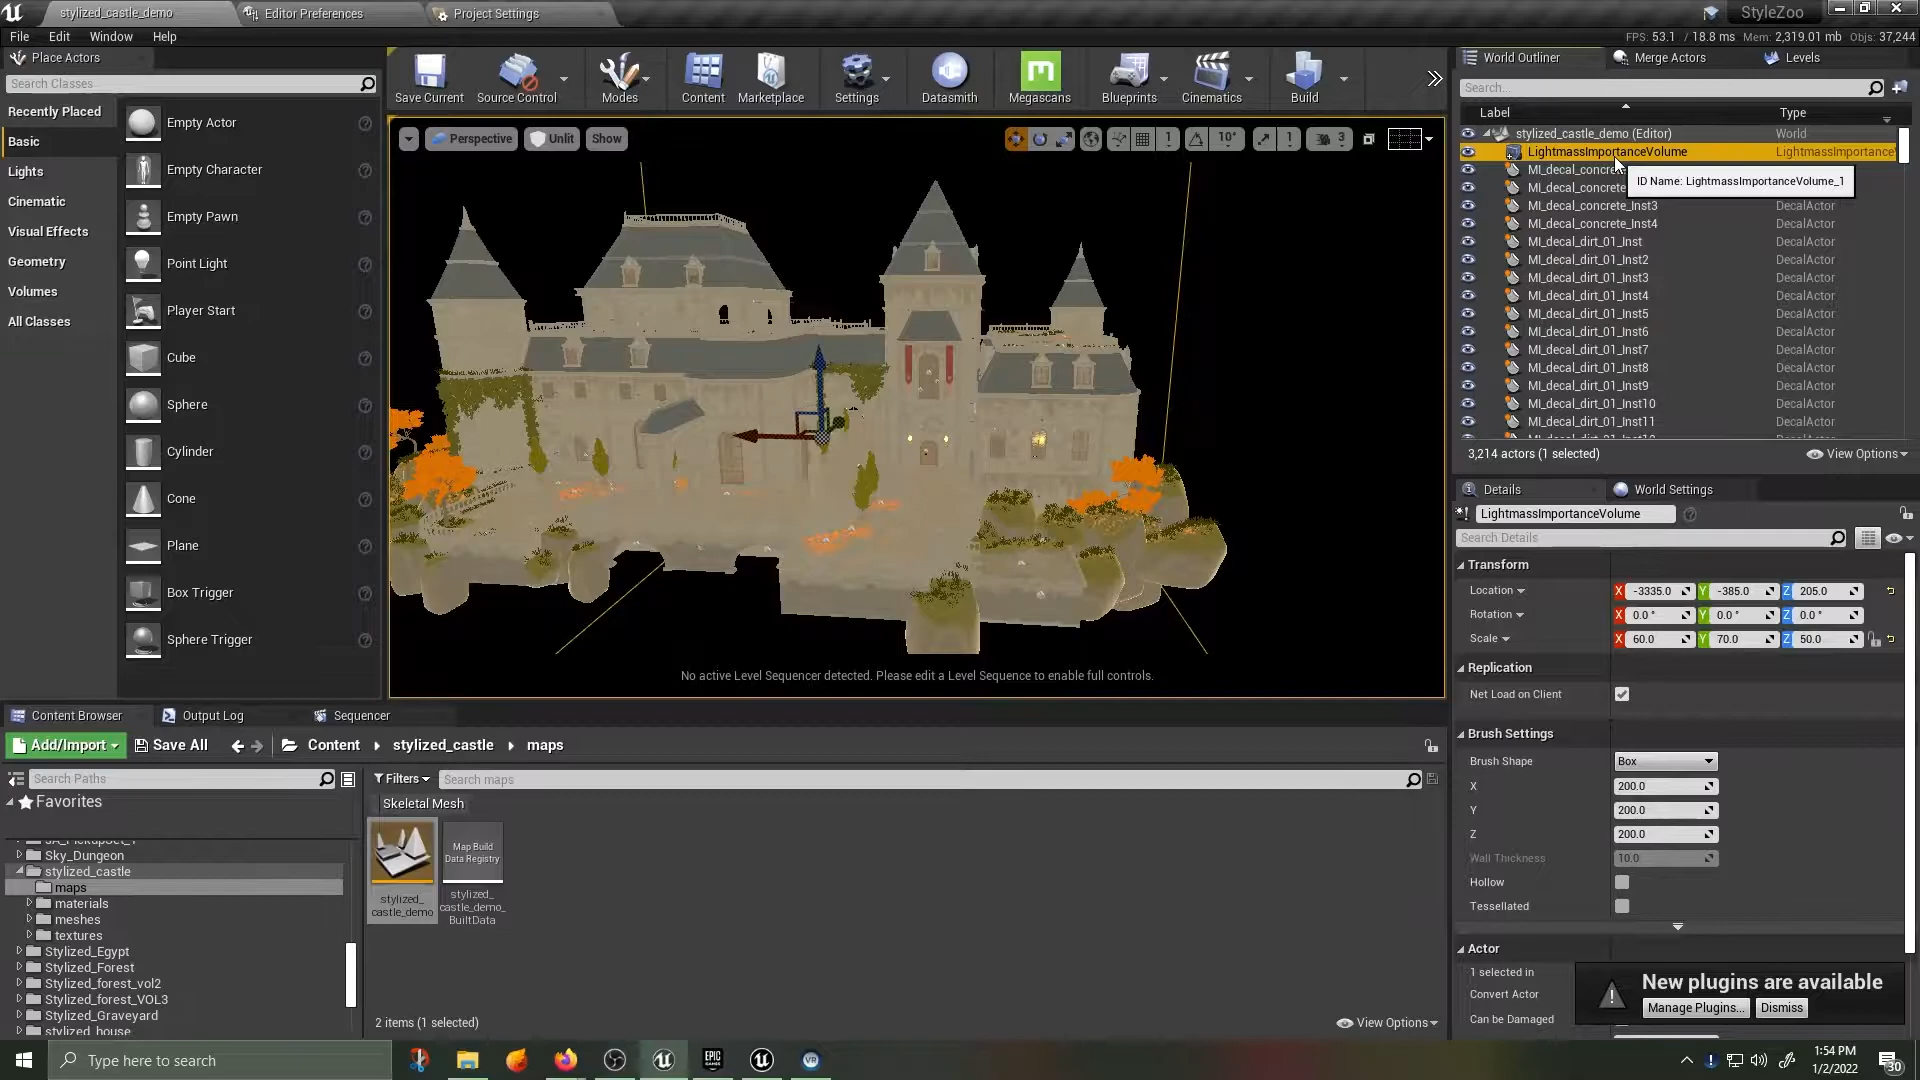 stylized_castle_demo
Editor Preferences
Project Settings
StyleZoo
File Edit Window Help
FPS: 53.1 / 18.8 ms Mem: 2,319.01 mb Objs: 37,244
Place Actors
Search Classes
Recently Placed
Basic
Lights
Cinematic
Visual Effects
Geometry
Volumes
All Classes
Empty Actor
Empty Character
Empty Pawn
Point Light
Player Start
Cube
Sphere
Cylinder
Cone
Plane
Box Trigger
Sphere Trigger
Save Current
Source Control
Modes
Content
Marketplace
Settings
Datasmith
Megascans
Blueprints
Cinematics
Build
Perspective
Unlit
Show
1
10°
1
3
No active Level Sequencer detected. Please edit a Level Sequence to enable full controls.
World Outliner
Merge Actors
Levels
Search...
Label Type
stylized_castle_demo (Editor) World
LightmassImportanceVolume LightmassImportanceV
MI_decal_concre
ID Name: LightmassImportanceVolume_1
MI_decal_concrete
MI_decal_concrete_Inst3 DecalActor
MI_decal_concrete_Inst4 DecalActor
MI_decal_dirt_01_Inst DecalActor
MI_decal_dirt_01_Inst2 DecalActor
MI_decal_dirt_01_Inst3 DecalActor
MI_decal_dirt_01_Inst4 DecalActor
MI_decal_dirt_01_Inst5 DecalActor
MI_decal_dirt_01_Inst6 DecalActor
MI_decal_dirt_01_Inst7 DecalActor
MI_decal_dirt_01_Inst8 DecalActor
MI_decal_dirt_01_Inst9 DecalActor
MI_decal_dirt_01_Inst10 DecalActor
MI_decal_dirt_01_Inst11 DecalActor
3,214 actors (1 selected)
View Options
Details
World Settings
LightmassImportanceVolume
Search Details
Transform
Location X -3335.0 Y -385.0 Z 205.0
Rotation X 0.0 ° Y 0.0 ° Z 0.0 °
Scale X 60.0 Y 70.0 Z 50.0
Replication
Net Load on Client
Brush Settings
Brush Shape Box
X 200.0
Y 200.0
Z 200.0
Wall Thickness 10.0
Hollow
Tessellated
Actor
1 selected in
Convert Actor
Can be Damaged
New plugins are available
Manage Plugins...
Dismiss
Content Browser
Output Log
Sequencer
Add/Import
Save All
Content
stylized_castle
maps
Search Paths
Favorites
Sky_Dungeon
stylized_castle
maps
materials
meshes
textures
Stylized_Egypt
Stylized_Forest
Stylized_forest_vol2
Stylized_forest_VOL3
Stylized_Graveyard
stylized_house
Filters
Search maps
Skeletal Mesh
stylized_
castle_demo
Map Build
Data Registry
stylized_
castle_demo_
BuiltData
2 items (1 selected)
View Options
Type here to search
EPIC
VR
1:54 PM
1/2/2022
30